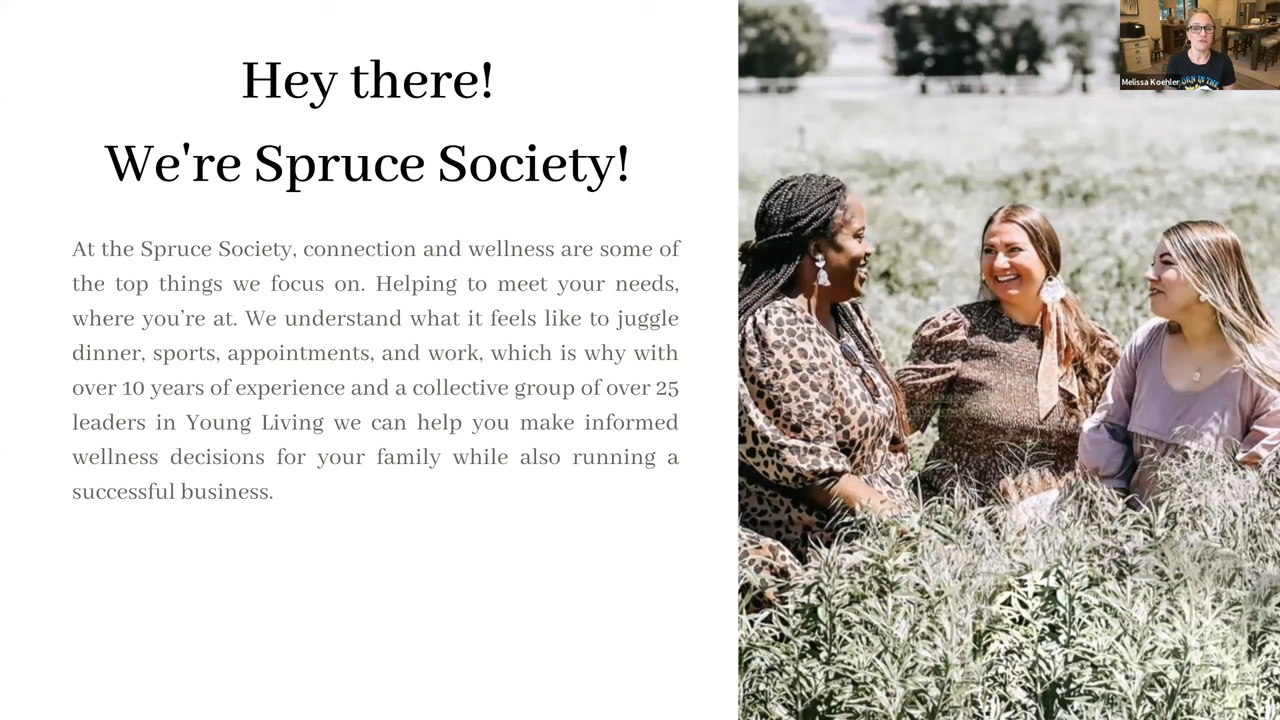 Hey there!
We're Spruce Society!
At the Spruce Society, connection and wellness are some of
the top things we focus on. Helping to meet your needs,
where you're at. We understand what it feels like to juggle
dinner, sports, appointments, and work, which is why with
over 10 years of experience and a collective group of over 25
leaders in Young Living we can help you make informed
wellness decisions for your family while also running a
successful business.
Melissa Koehler
IN THE